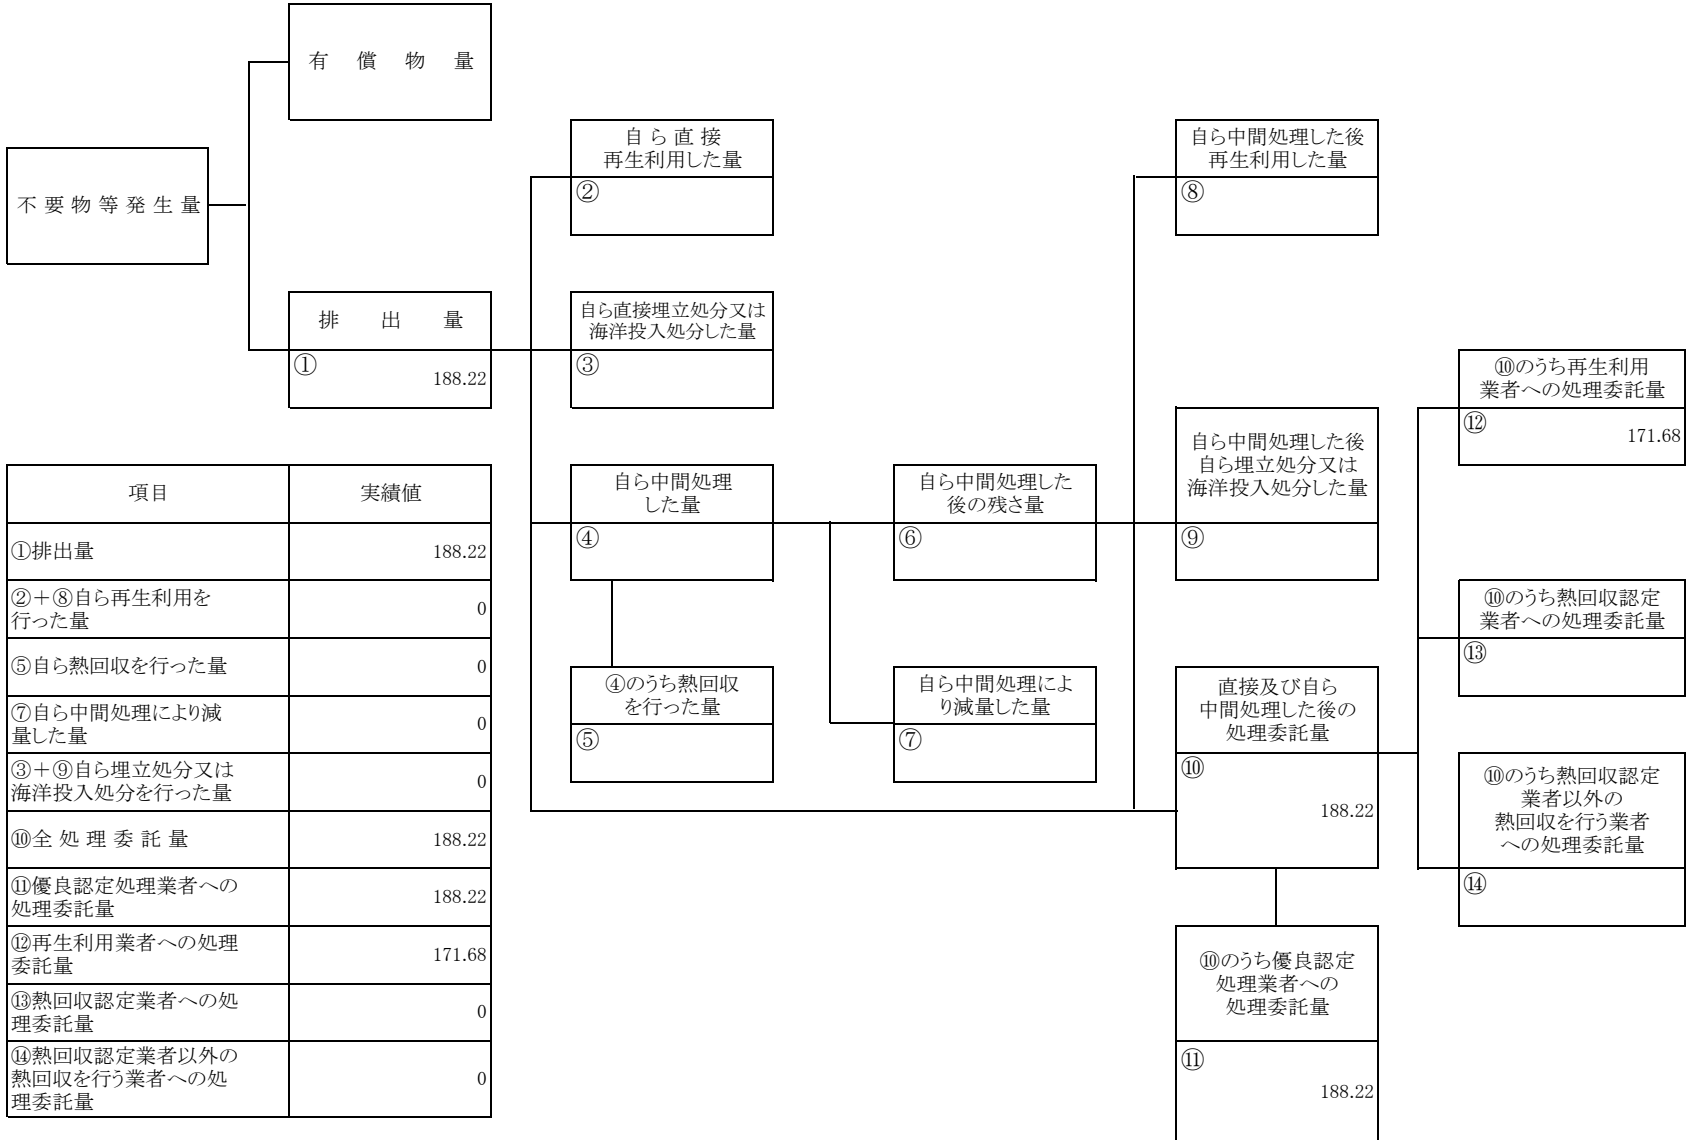 有償物量
不要物等発生量
排出量
①
188.22
自ら直接
再生利用した量
②
自ら直接埋立処分又は
海洋投入処分した量
③
自ら中間処理
した量
④
④のうち熱回収
を行った量
⑤
自ら中間処理した
後の残さ量
⑥
自ら中間処理によ
り減量した量
⑦
自ら中間処理した後
再生利用した量
⑧
自ら中間処理した後
自ら埋立処分又は
海洋投入処分した量
⑨
直接及び自ら
中間処理した後の
処理委託量
⑩
188.22
⑩のうち優良認定
処理業者への
処理委託量
⑪
188.22
⑩のうち再生利用
業者への処理委託量
⑫
171.68
⑩のうち熱回収認定
業者への処理委託量
⑬
⑩のうち熱回収認定
業者以外の
熱回収を行う業者
への処理委託量
⑭
項目 実績値
①排出量 188.22
②＋⑧自ら再生利用を
行った量 0
⑤自ら熱回収を行った量 0
⑦自ら中間処理により減
量した量 0
③＋⑨自ら埋立処分又は
海洋投入処分を行った量 0
⑩全処理委託量 188.22
⑪優良認定処理業者への
処理委託量 188.22
⑫再生利用業者への処理
委託量 171.68
⑬熱回収認定業者への処
理委託量 0
⑭熱回収認定業者以外の
熱回収を行う業者への処
理委託量 0